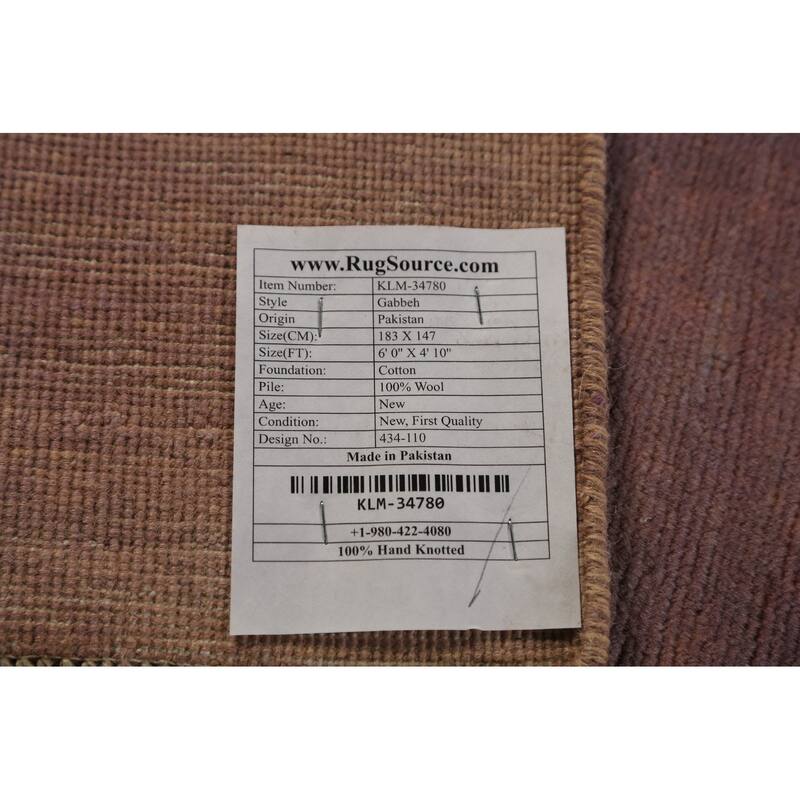 www.RugSource.com
Item Number: KLM-34780
Style Gabbeh
Origin Pakistan
Size(CM): 183 X 147
Size(FT): 6' 0" X 4' 10"
Foundation: Cotton
Pile: 100% Wool
Age: New
Condition: New, First Quality
Design No.: 434-110
Made in Pakistan
KLM-34780
+1-980-422-4080
100% Hand Knotted